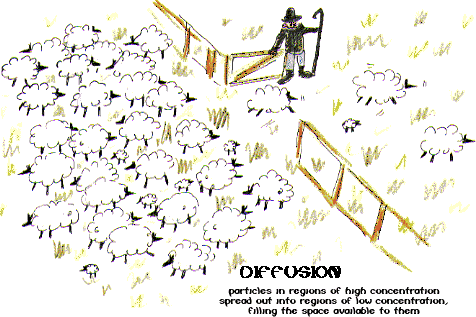 DIFFUSION
particles in regions of high concentration
spread out into regions of low concentration,
filling the space available to them